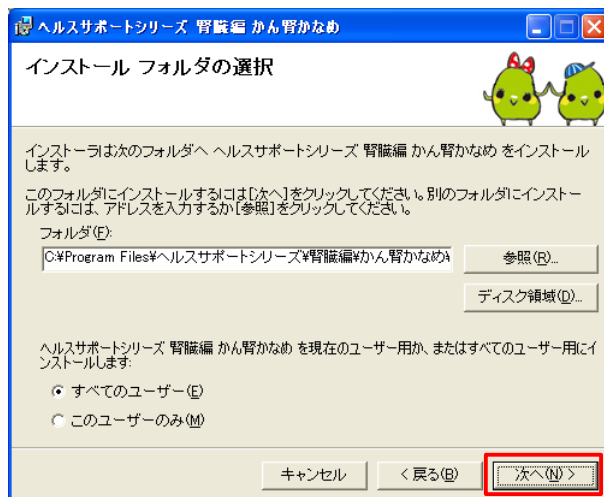 ヘルスサポートシリーズ 腎臓編 かん腎かなめ
インストール フォルダの選択
インストーラは次のフォルダへ ヘルスサポートシリーズ 腎臓編 かん腎かなめ をインストール
します。
このフォルダにインストールするには[次へ]をクリックしてください。別のフォルダにインストー
ルするには、アドレスを入力するか[参照]をクリックしてください。
フォルダ(F):
C:¥Program Files¥ヘルスサポートシリーズ¥腎臓編¥かん腎かなめ¥
参照(R)...
ディスク領域(D)...
ヘルスサポートシリーズ 腎臓編 かん腎かなめ を現在のユーザー用か、またはすべてのユーザー用にイ
ンストールします:
すべてのユーザー(E)
このユーザーのみ(M)
キャンセル
< 戻る(B)
次へ(N) >